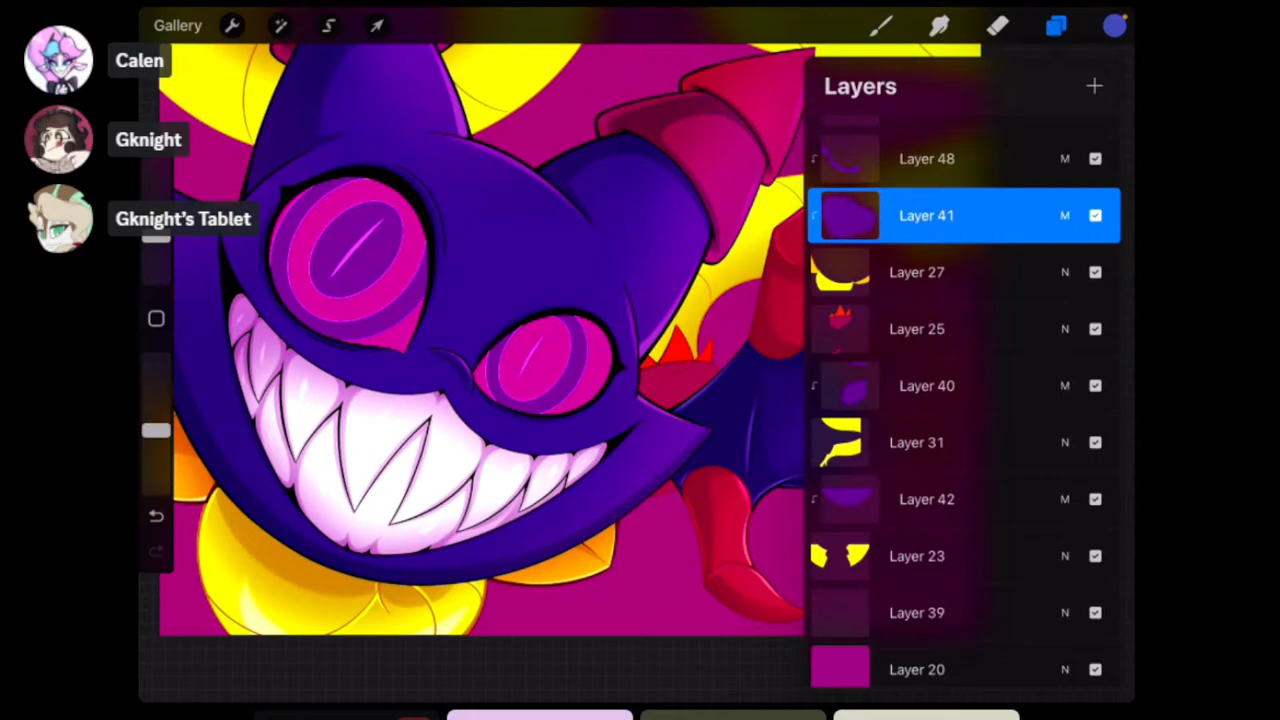 Gallery
Calen
Gknight
Gknight's Tablet
Layers
Layer 48 M
Layer 41 M
Layer 27 N
Layer 25 N
Layer 40 M
Layer 31 N
Layer 42 M
Layer 23 N
Layer 39 N
Layer 20 N